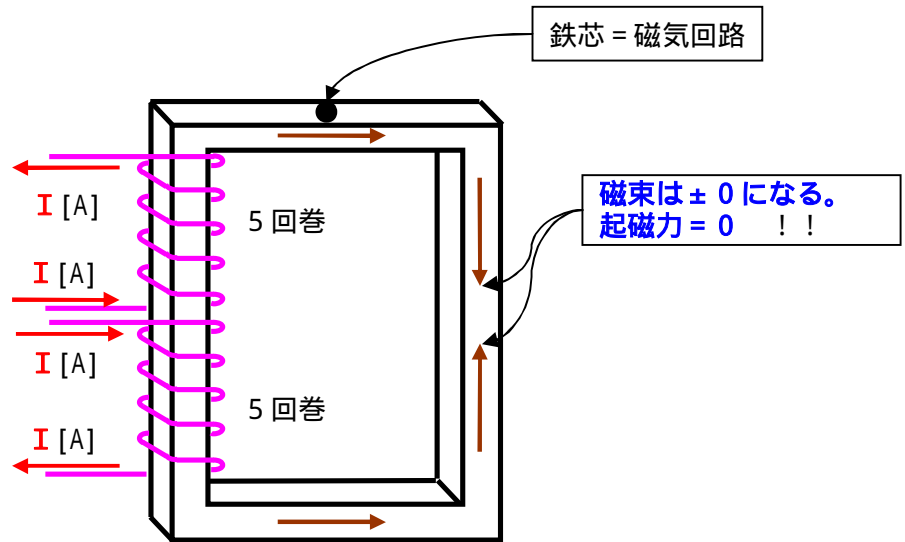 鉄芯 = 磁気回路
I [A]
5 回巻
磁束は ± 0 になる。
起磁力 = 0 ！！
I [A]
I [A]
5 回巻
I [A]